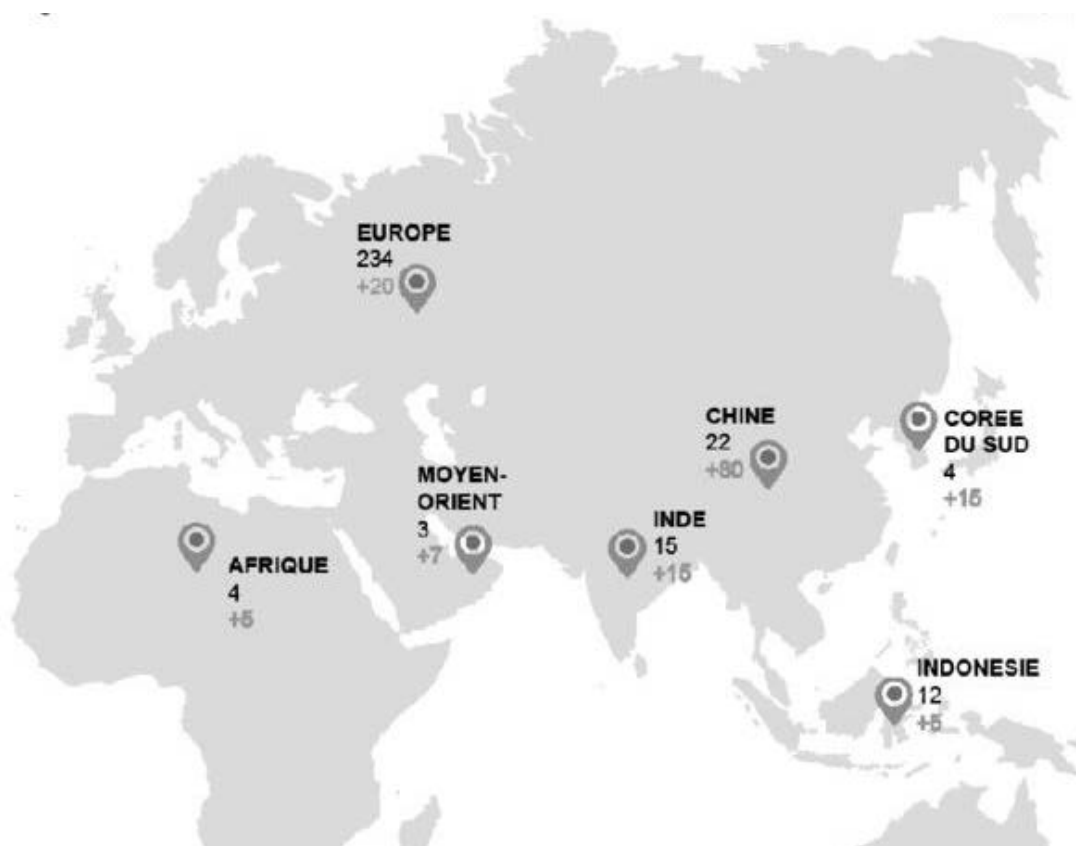 EUROPE
234
+20
CHINE
22
+80
COREE
DU SUD
4
+15
MOYEN-
ORIENT
3
+7
INDE
15
+15
AFRIQUE
4
+5
INDONESIE
12
+5